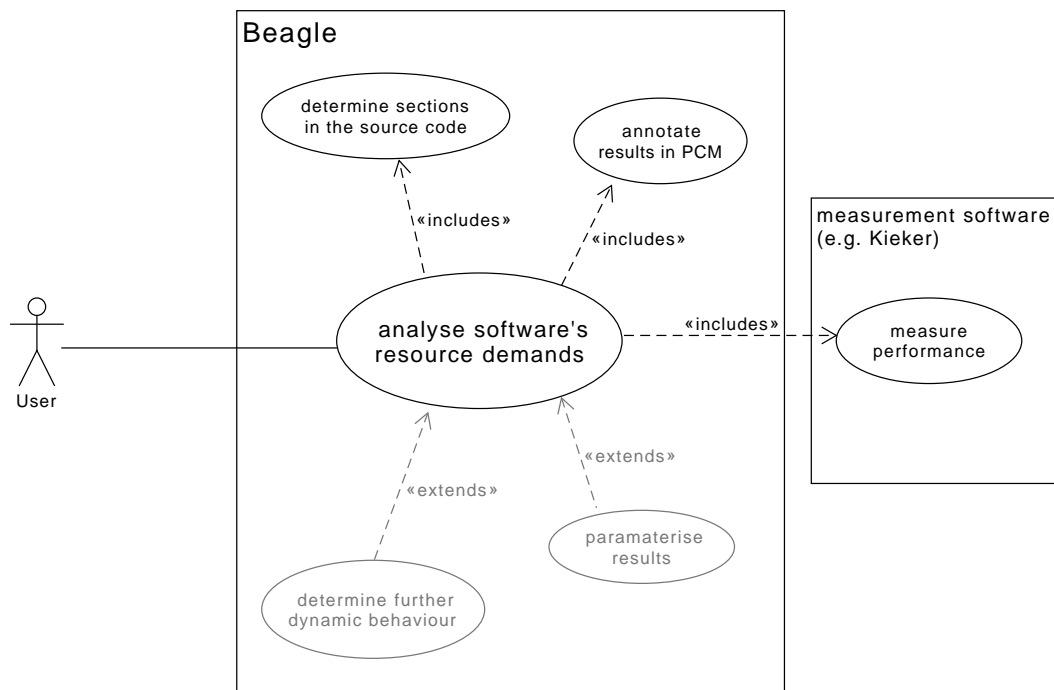 Beagle
determine sections
in the source code
annotate
results in PCM
«includes»
«includes»
measurement software
(e.g. Kieker)
analyse software's
resource demands
«includes»
measure
performance
User
«extends»
«extends»
paramaterise
results
determine further
dynamic behaviour